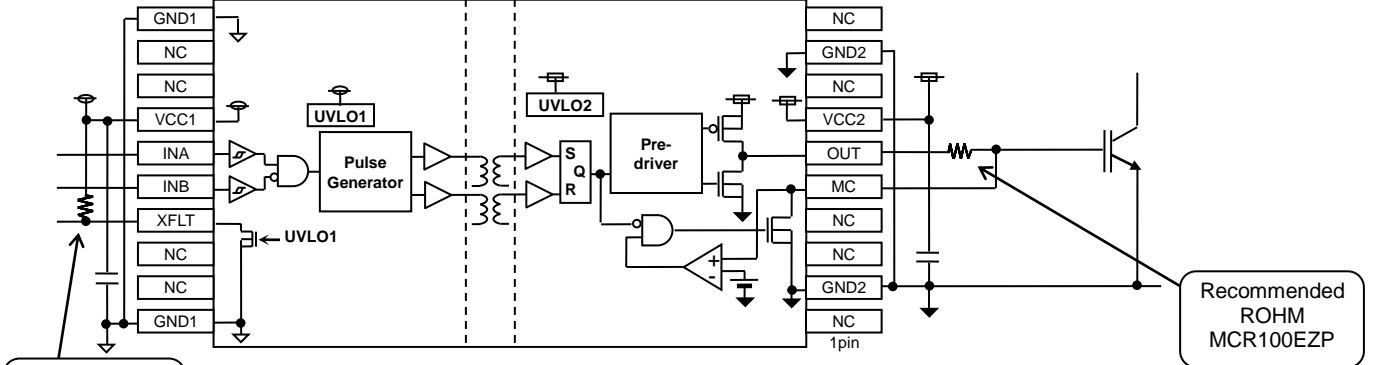 GND1
NC
NC
VCC1
INA
INB
XFLT
NC
NC
GND1
UVLO1
Pulse
Generator
UVLO1
UVLO2
S
Q
R
Pre-
driver
+
-
NC
GND2
NC
VCC2
OUT
MC
NC
NC
GND2
NC
1pin
Recommended
ROHM
MCR100EZP